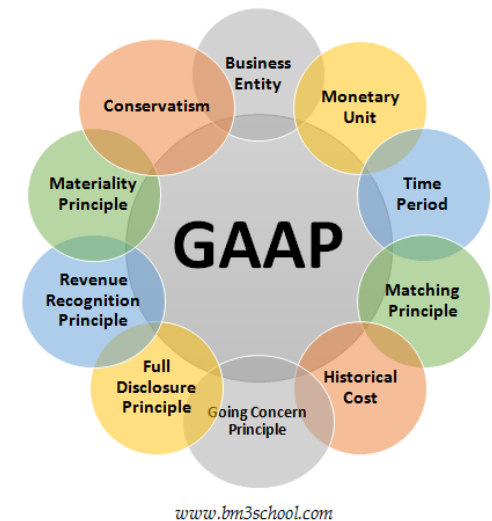 Business
Entity
Monetary
Unit
Time
Period
Matching
Principle
Historical
Cost
Going Concern
Principle
Full
Disclosure
Principle
Revenue
Recognition
Principle
Materiality
Principle
Conservatism
GAAP
www.bm3school.com